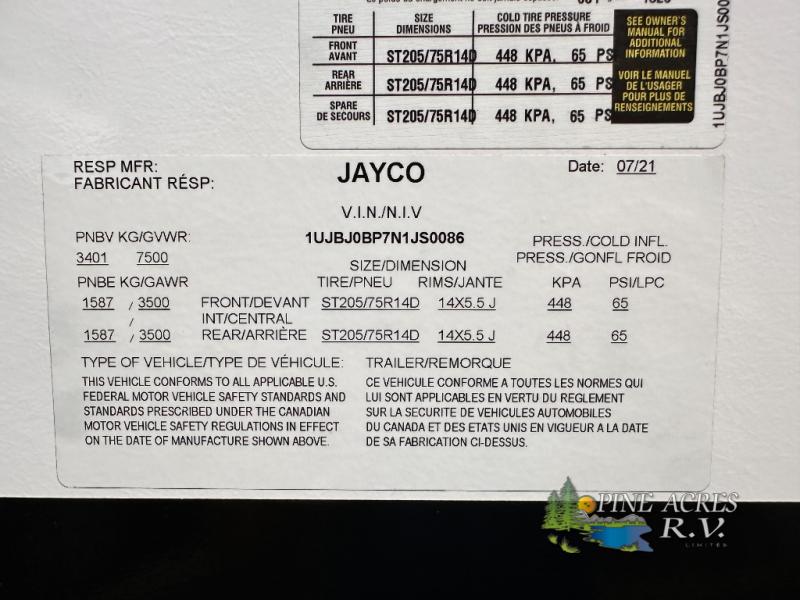 TIRE SIZE COLD TIRE PRESSURE
PNEU DIMENSIONS PRESSION DES PNEUS À FROID
FRONT
AVANT ST205/75R14D 448 KPA, 65 PS
REAR
ARRIÈRE ST205/75R14D 448 KPA, 65 PS
SPARE
DE SECOURS ST205/75R14D 448 KPA, 65 PS
SEE OWNER'S
MANUAL FOR
ADDITIONAL
INFORMATION
VOIR LE MANUEL
DE L'USAGER
POUR PLUS DE
RENSEIGNEMENTS
1UJBJ0BP7N1JS00
RESP MFR: JAYCO Date: 07/21
FABRICANT RÉSP:
V.I.N./N.I.V
PNBV KG/GVWR: 1UJBJ0BP7N1JS0086 PRESS./COLD INFL.
3401 7500 PRESS./GONFL FROID
SIZE/DIMENSION
PNBE KG/GAWR TIRE/PNEU RIMS/JANTE KPA PSI/LPC
1587 / 3500 FRONT/DEVANT ST205/75R14D 14X5.5 J 448 65
/ INT/CENTRAL
1587 / 3500 REAR/ARRIÈRE ST205/75R14D 14X5.5 J 448 65
TYPE OF VEHICLE/TYPE DE VÉHICULE: TRAILER/REMORQUE
THIS VEHICLE CONFORMS TO ALL APPLICABLE U.S.
FEDERAL MOTOR VEHICLE SAFETY STANDARDS AND
STANDARDS PRESCRIBED UNDER THE CANADIAN
MOTOR VEHICLE SAFETY REGULATIONS IN EFFECT
ON THE DATE OF MANUFACTURE SHOWN ABOVE.
CE VEHICULE CONFORME A TOUTES LES NORMES QUI
LUI SONT APPLICABLES EN VERTU DU REGLEMENT
SUR LA SECURITE DE VEHICULES AUTOMOBILES
DU CANADA ET DES ETATS UNIS EN VIGUEUR A LA DATE
DE SA FABRICATION CI-DESSUS.
PINE ACRES
R.V.
LIMITED